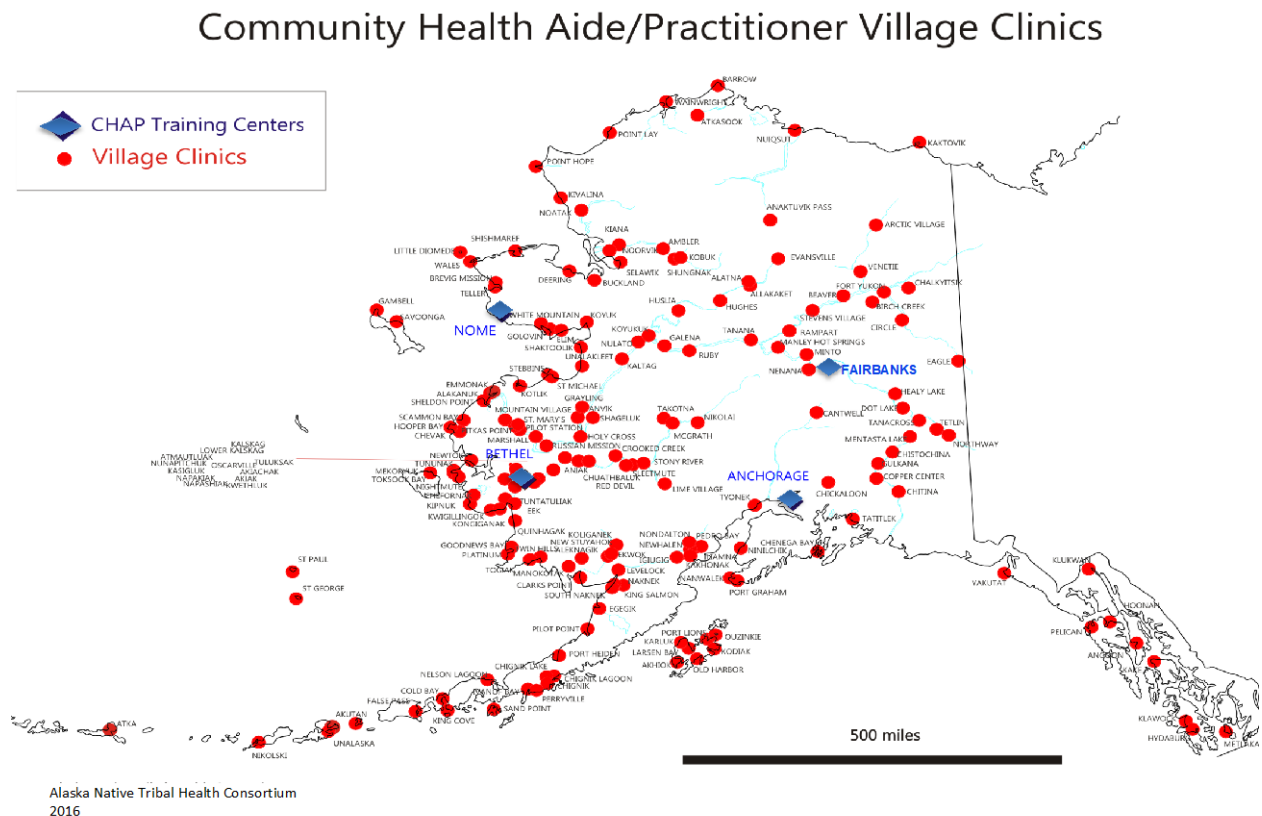 Community Health Aide/Practitioner Village Clinics
CHAP Training Centers
Village Clinics
BARROW
WAINWRIGHT
ATKASOOK
POINT LAY
NUIQSUT
KAKTOVIK
POINT HOPE
KIVALINA
NOATAK
ANAKTUVIK PASS
ARCTIC VILLAGE
KIANA
SHISHMAREF
LITTLE DIOMEDE
NOORVIK
AMBLER
KOBUK
EVANSVILLE
WALES
SELAWIK
SHUNGNAK
VENETIE
BREVIG MISSION
DEERING
BUCKLAND
ALATNA
FORT YUKON
CHALKYITSIK
TELLER
ALLAKAKET
BEAVER
GAMBELL
HUSLIA
HUGHES
BIRCH CREEK
SAVOONGA
WHITE MOUNTAIN
KOYUK
STEVENS VILLAGE
CIRCLE
NOME
GOLOVIN
ELIM
KOYUKUK
TANANA
RAMPART
SHAKTOOLIK
NULATO
GALENA
MANLEY HOT SPRINGS
UNALAKLEET
RUBY
MINTO
KALTAG
NENANA
FAIRBANKS
EAGLE
STEBBINS
ST MICHAEL
EMMONAK
KOTLIK
ALAKANUK
GRAYLING
HEALY LAKE
SHELDON POINT
MOUNTAIN VILLAGE
ANVIK
TAKOTNA
CANTWELL
DOT LAKE
SCAMMON BAY
ST. MARY'S
SHAGELUK
NIKOLAI
TANACROSS
TETLIN
HOOPER BAY
PITKAS POINT
PILOT STATION
CHEVAK
MARSHALL
HOLY CROSS
MCGRATH
MENTASTA LAKE
NORTHWAY
RUSSIAN MISSION
CROOKED CREEK
CHISTOCHINA
KALSKAG
LOWER KALSKAG
BETHEL
ATMAUTLUAK
NEWTOK
STONY RIVER
GULKANA
NUNAPITCHUK
OSCARVILLE
TULUKSAK
TUNUNAK
ANIAK
SLEETMUTE
KASIGLUK
AKIACHAK
MEKORYUK
CHUATHBALUK
ANCHORAGE
COPPER CENTER
NAPAKIAK
AKIAK
TOKSOOK BAY
RED DEVIL
LIME VILLAGE
NAPASKIAK
KWETHLUK
NIGHTMUTE
CHICKALOON
CHITINA
TUNTATULIAK
TYONEK
KIPNUK
EEK
KWIGILLINGOK
TATITLEK
KONGIGANAK
QUINHAGAK
KOLIGANEK
NONDALTON
PEDRO BAY
CHENEGA BAY
GOODNEWS BAY
TWIN HILLS
NEW STUYAHOK
NEWHALEN
NINILCHIK
PLATINUM
ALEKNAGIK
EKWOK
IGIUGIG
ILIAMNA
ST PAUL
TOGIAK
MANOKOTAK
LEVELOCK
KAKHONAK
KLUKWAN
CLARKS POINT
NAKNEK
NANWALEK
YAKUTAT
ST GEORGE
SOUTH NAKNEK
KING SALMON
PORT GRAHAM
EGEGIK
HOONAH
PILOT POINT
PORT LIONS
OUZINKIE
PELICAN
KARLUK
PORT HEIDEN
LARSEN BAY
KODIAK
ANGOON
CHIGNIK LAKE
AKHIOK
OLD HARBOR
KAKE
NELSON LAGOON
CHIGNIK LAGOON
COLD BAY
IVANOF BAY
CHIGNIK
FALSE PASS
PERRYVILLE
SAND POINT
ATKA
AKUTAN
KING COVE
KLAWOCK
UNALASKA
500 miles
HYDABURG
METLAKA
NIKOLSKI
Alaska Native Tribal Health Consortium
2016